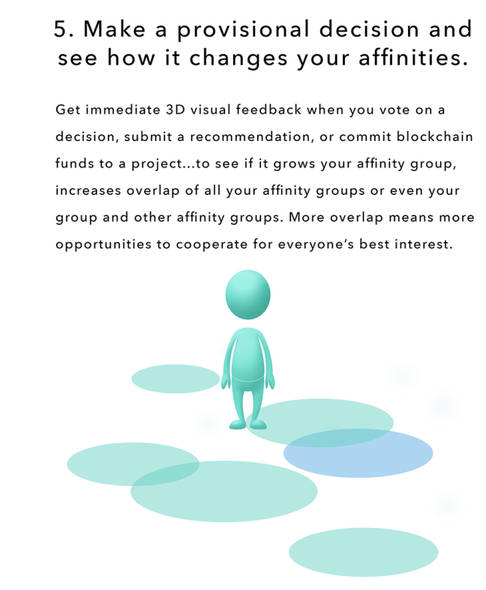 5. Make a provisional decision and
see how it changes your affinities.
Get immediate 3D visual feedback when you vote on a
decision, submit a recommendation, or commit blockchain
funds to a project...to see if it grows your affinity group,
increases overlap of all your affinity groups or even your
group and other affinity groups. More overlap means more
opportunities to cooperate for everyone’s best interest.